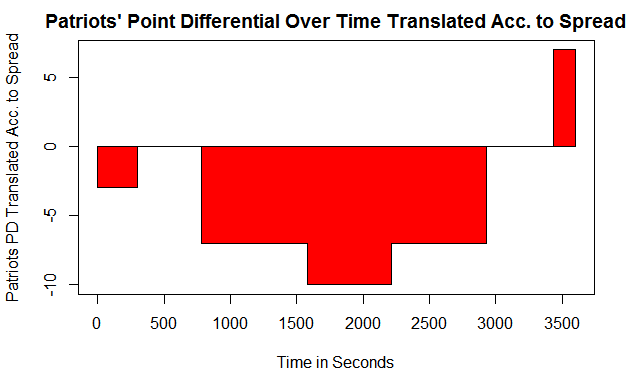 Patriots' Point Differential Over Time Translated Acc. to Spread
Patriots PD Translated Acc. to Spread
5
0
-5
-10
0 500 1000 1500 2000 2500 3000 3500
Time in Seconds